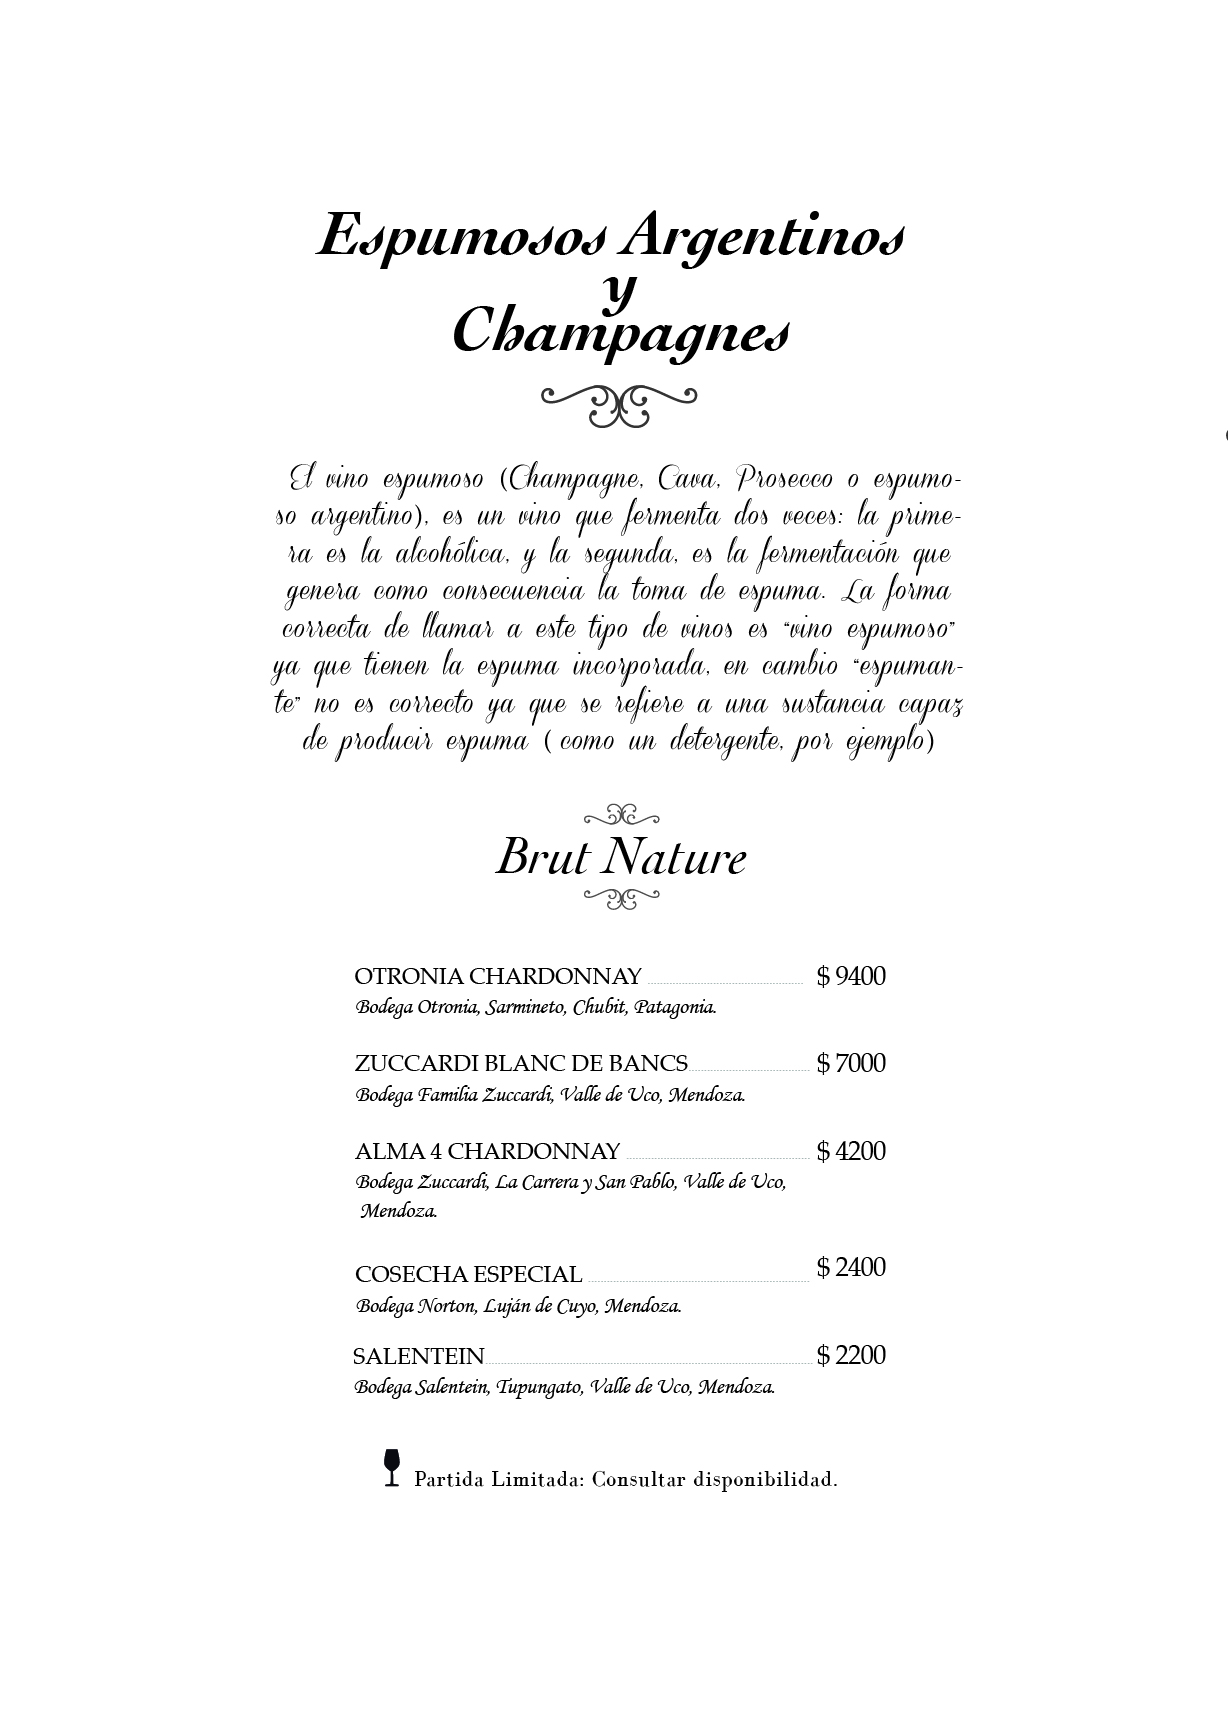 Espumosos Argentinos
y
Champagnes
El vino espumoso (Champagne, Cava, Prosecco o espumo-
so argentino), es un vino que fermenta dos veces: la prime-
ra es la alcohólica, y la segunda, es la fermentación que
genera como consecuencia la toma de espuma. La forma
correcta de llamar a este tipo de vinos es “vino espumoso”
ya que tienen la espuma incorporada, en cambio “espuman-
te” no es correcto ya que se refiere a una sustancia capaz
de producir espuma ( como un detergente, por ejemplo)
Brut Nature
OTRONIA CHARDONNAY $ 9400
Bodega Otronia, Sarmineto, Chubit, Patagonia.
ZUCCARDI BLANC DE BANCS $ 7000
Bodega Familia Zuccardi, Valle de Uco, Mendoza.
ALMA 4 CHARDONNAY $ 4200
Bodega Zuccardi, La Carrera y San Pablo, Valle de Uco,
Mendoza.
COSECHA ESPECIAL $ 2400
Bodega Norton, Luján de Cuyo, Mendoza.
SALENTEIN $ 2200
Bodega Salentein, Tupungato, Valle de Uco, Mendoza.
Partida Limitada: Consultar disponibilidad.